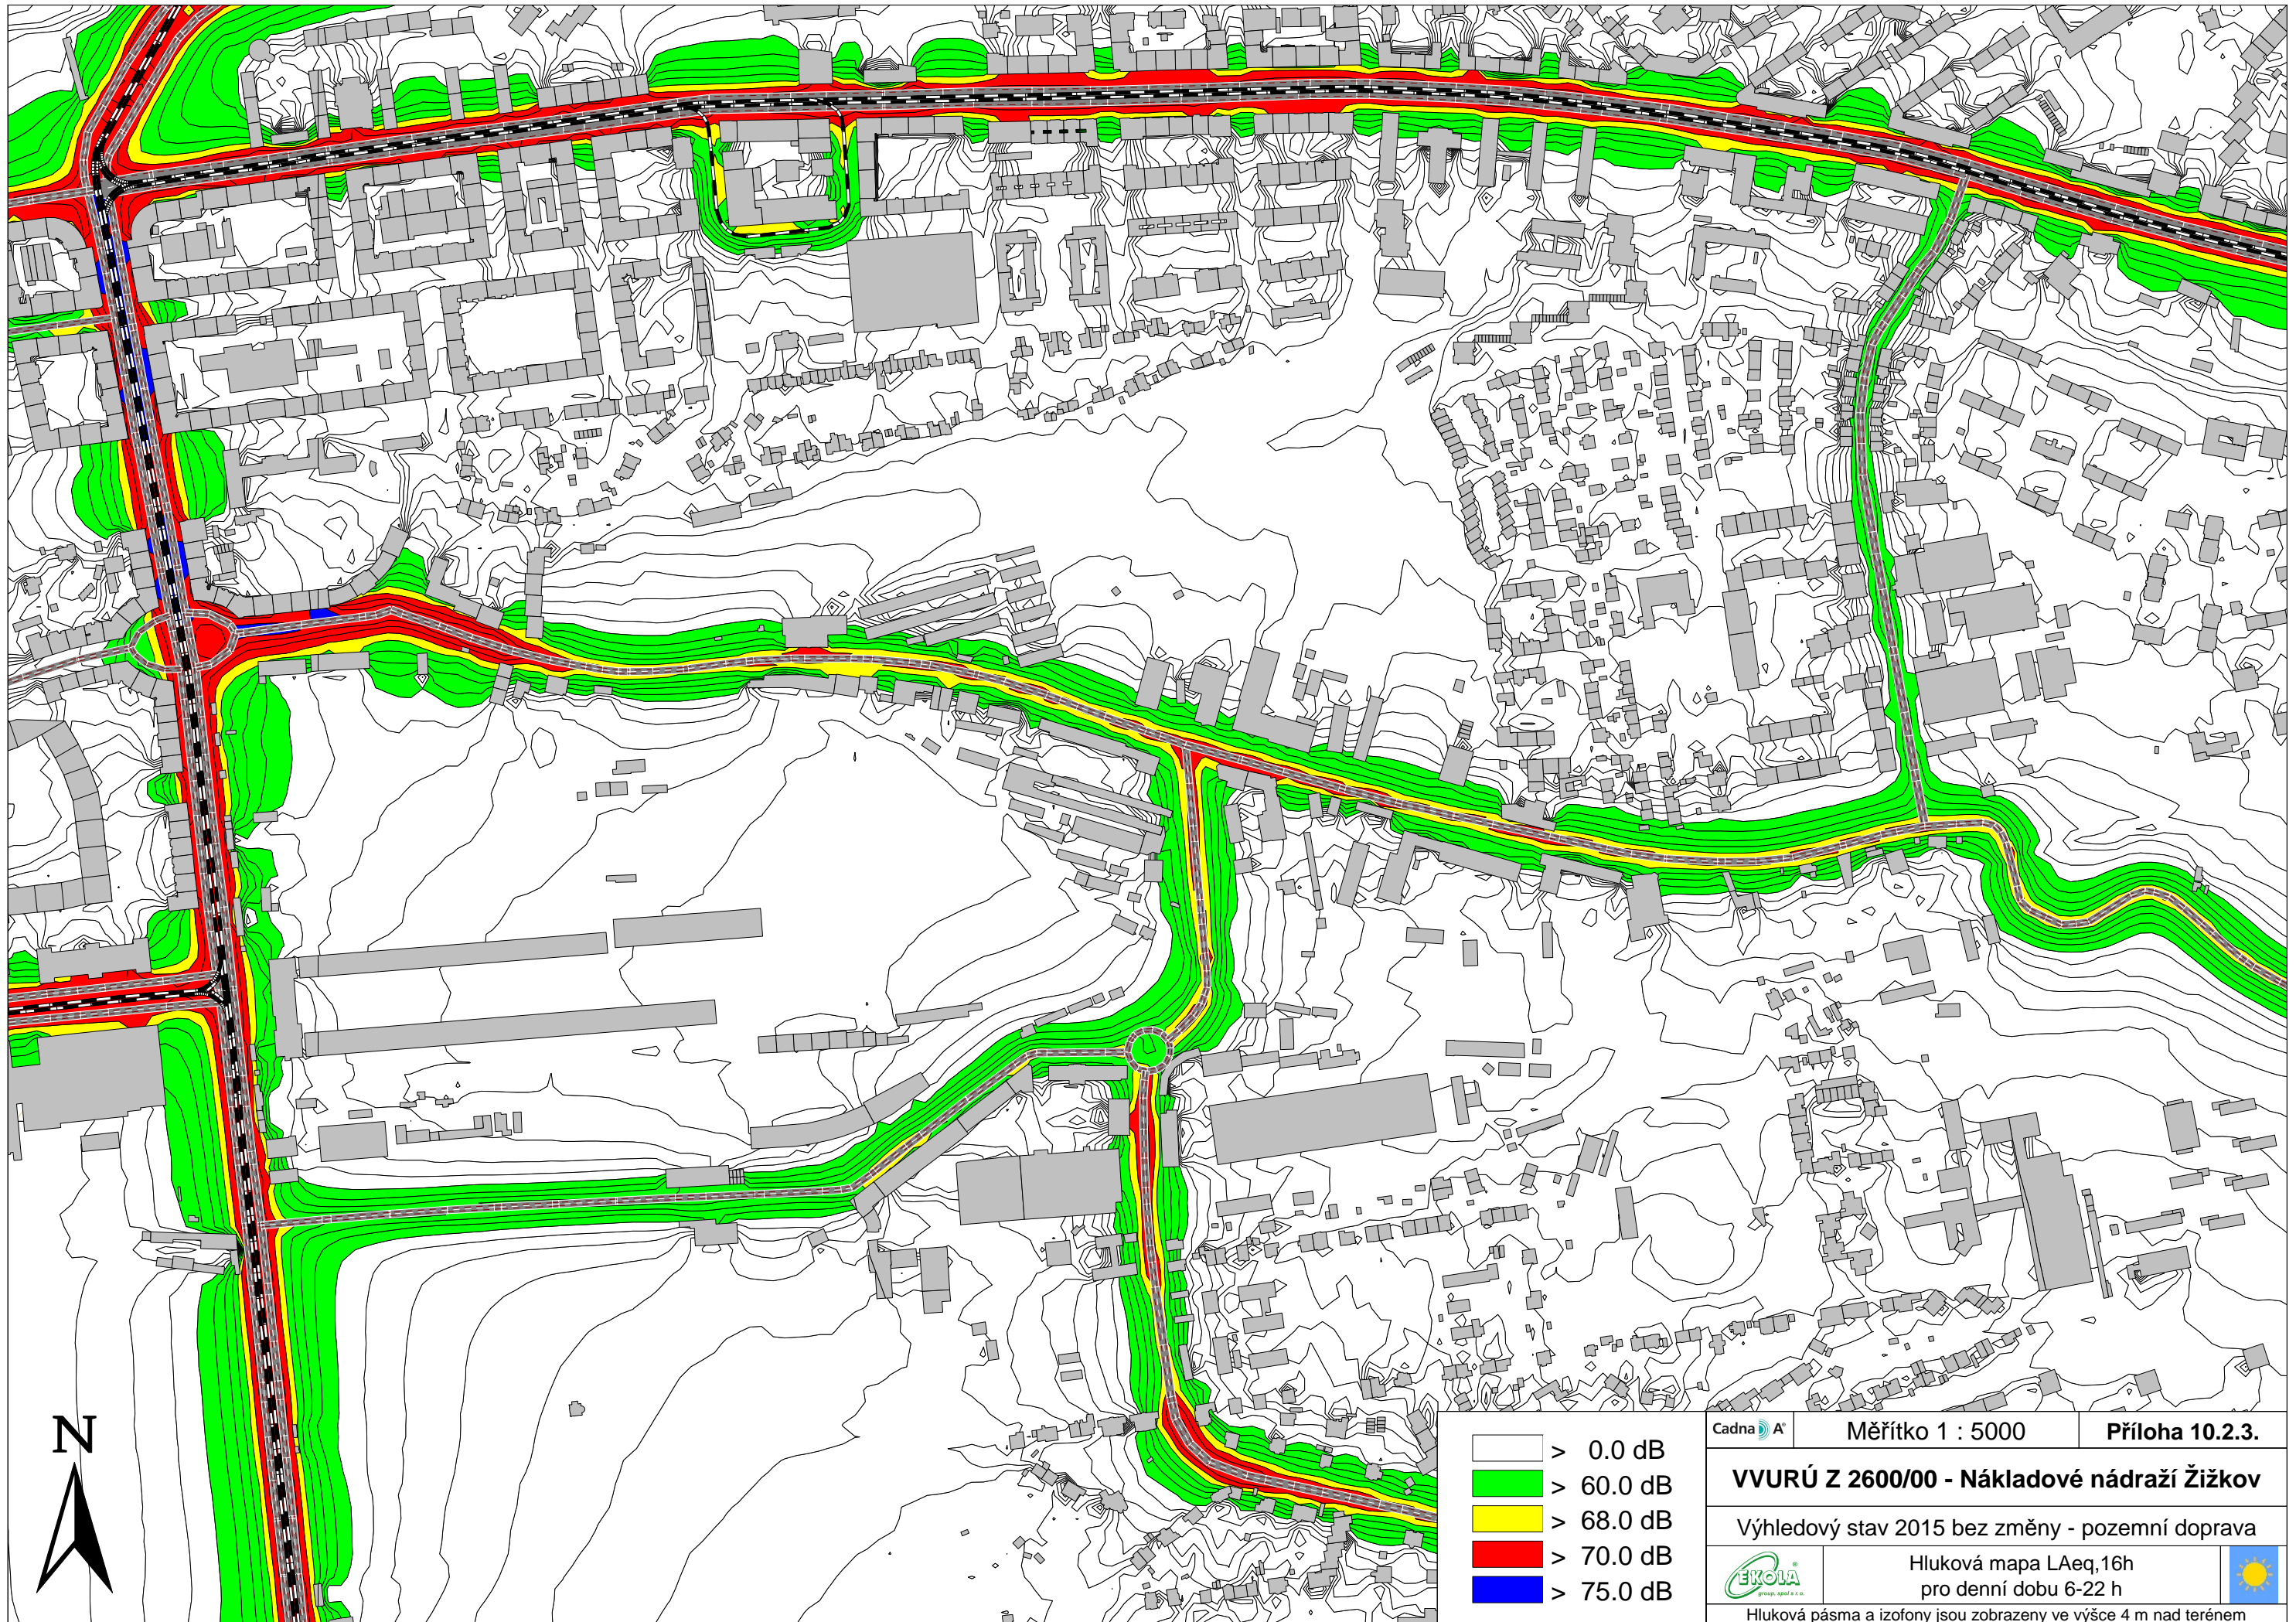 N
> 0.0 dB
> 60.0 dB
> 68.0 dB
> 70.0 dB
> 75.0 dB
Cadna A®
Měřítko 1 : 5000
Příloha 10.2.3.
VVURÚ Z 2600/00 - Nákladové nádraží Žižkov
Výhledový stav 2015 bez změny - pozemní doprava
EKOLA ®
group, spol s.r.o.
Hluková mapa LAeq,16h
pro denní dobu 6-22 h
Hluková pásma a izofony jsou zobrazeny ve výšce 4 m nad terénem